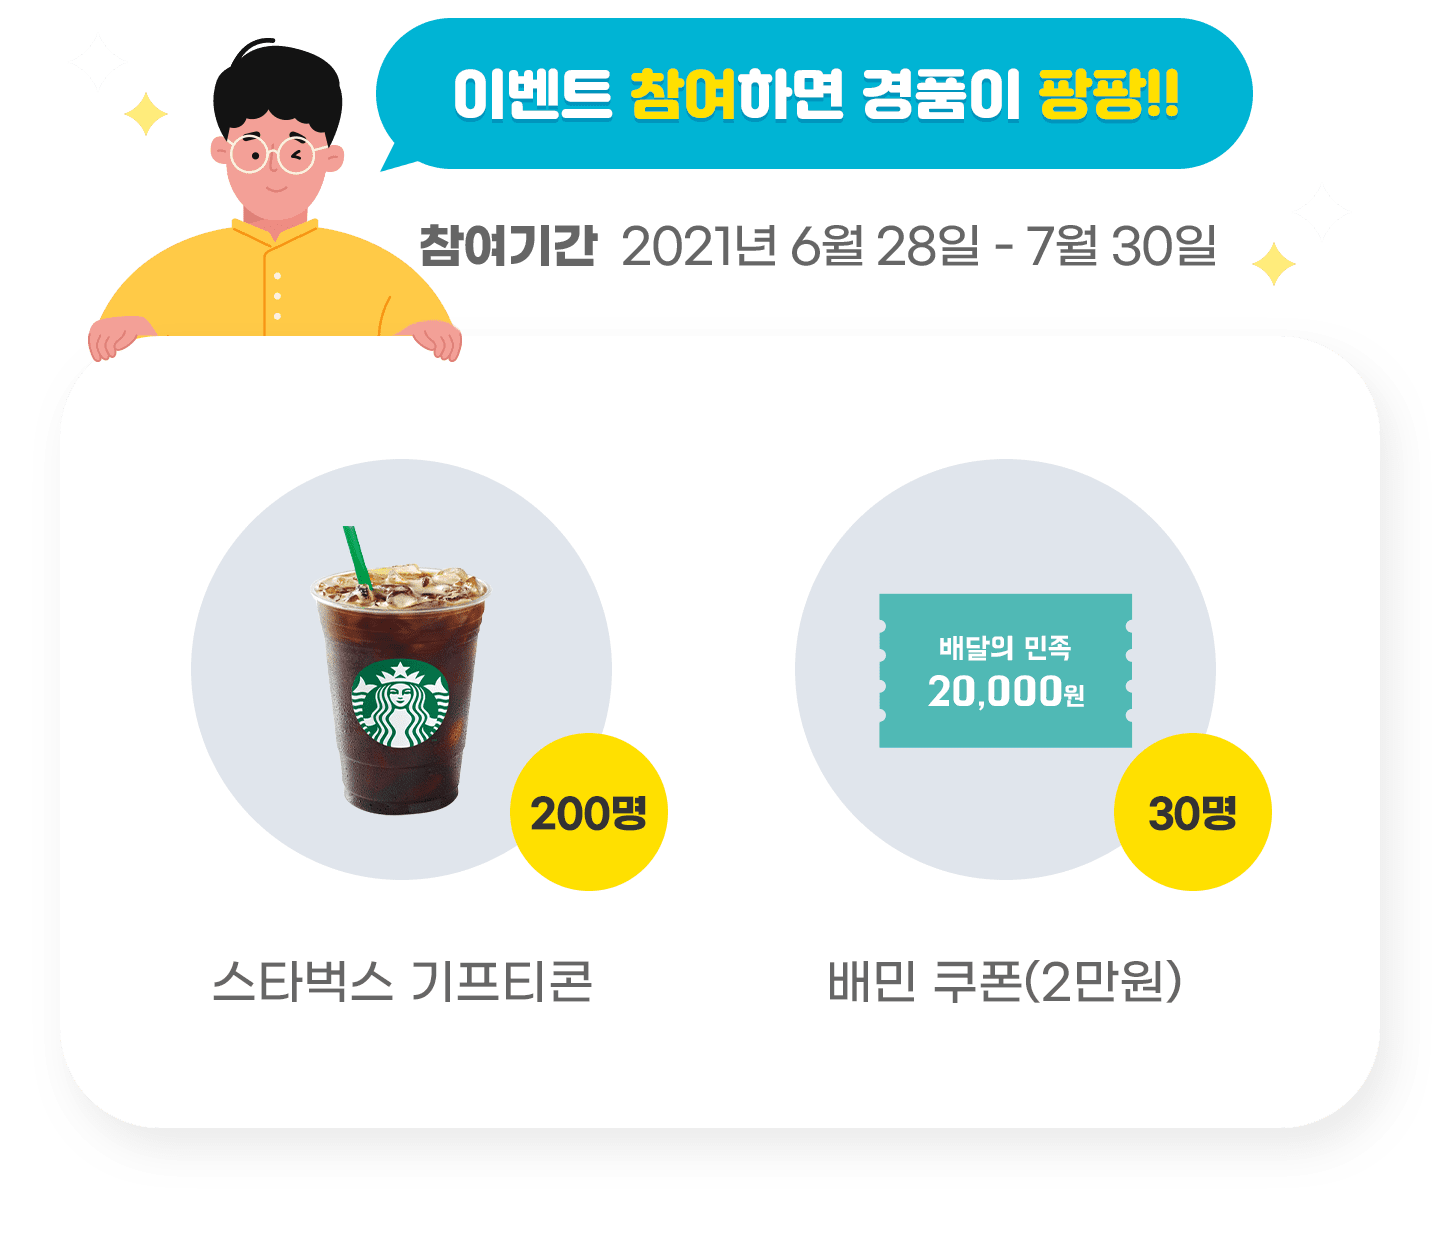 이벤트 참여하면 경품이 팡팡!!
참여기간 2021년 6월 28일 - 7월 30일
배달의 민족
20,000원
200명
30명
스타벅스 기프티콘
배민 쿠폰(2만원)